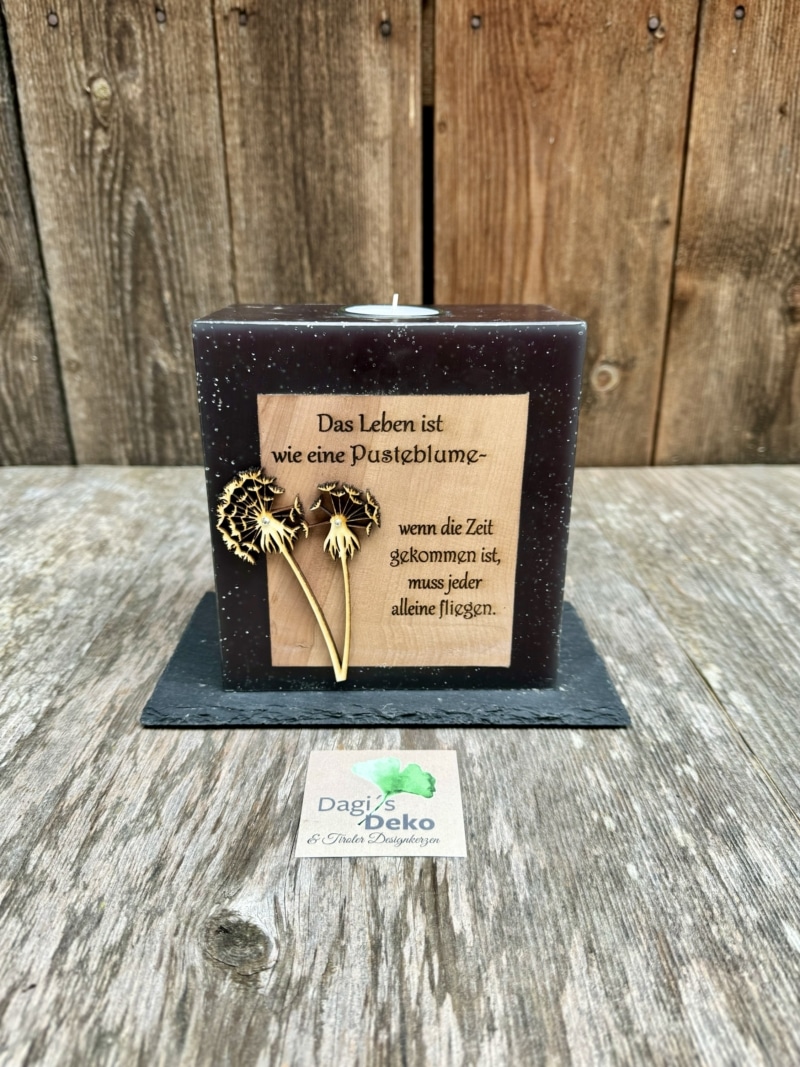 Das Leben ist
wie eine Pusteblume-
wenn die Zeit
gekommen ist,
muss jeder
alleine fliegen.
Dagi´s
Deko
& Tiroler Designkerzen